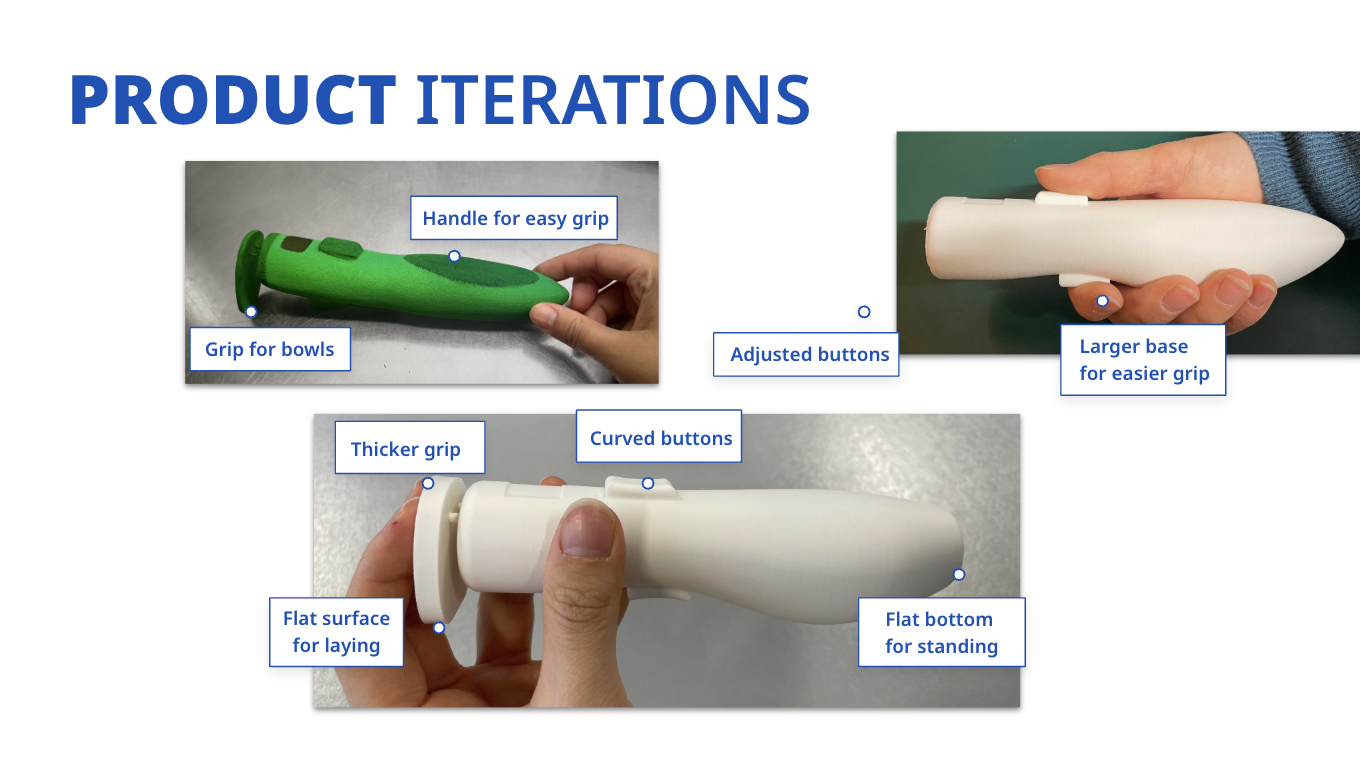 PRODUCT ITERATIONS
Handle for easy grip
Grip for bowls
Adjusted buttons
Larger base
for easier grip
Thicker grip
Curved buttons
Flat surface
for laying
Flat bottom
for standing